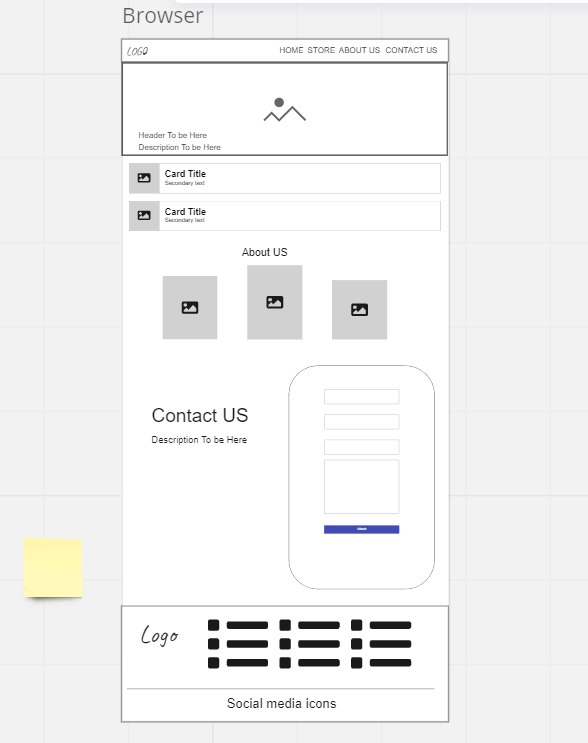 Browser
LOGO HOME STORE ABOUT US CONTACT US
Header To be Here
Description To be Here
Card Title
Secondary text
Card Title
Secondary text
About US
Contact US
Description To be Here
Logo
Social media icons